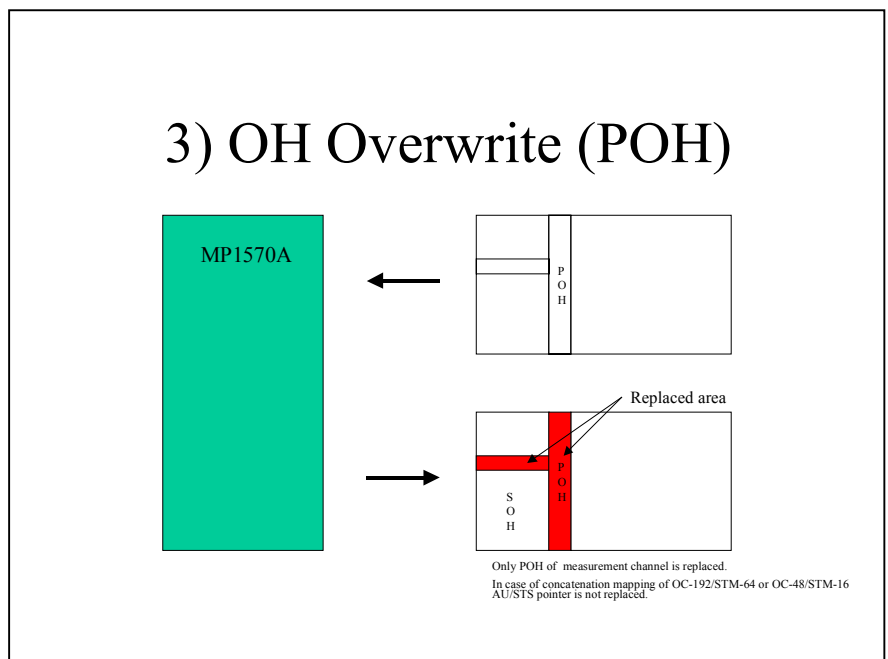 3) OH Overwrite (POH)
MP1570A
P
O
H
Replaced area
P
O
H
S
O
H
Only POH of measurement channel is replaced.
In case of concatenation mapping of OC-192/STM-64 or OC-48/STM-16
AU/STS pointer is not replaced.